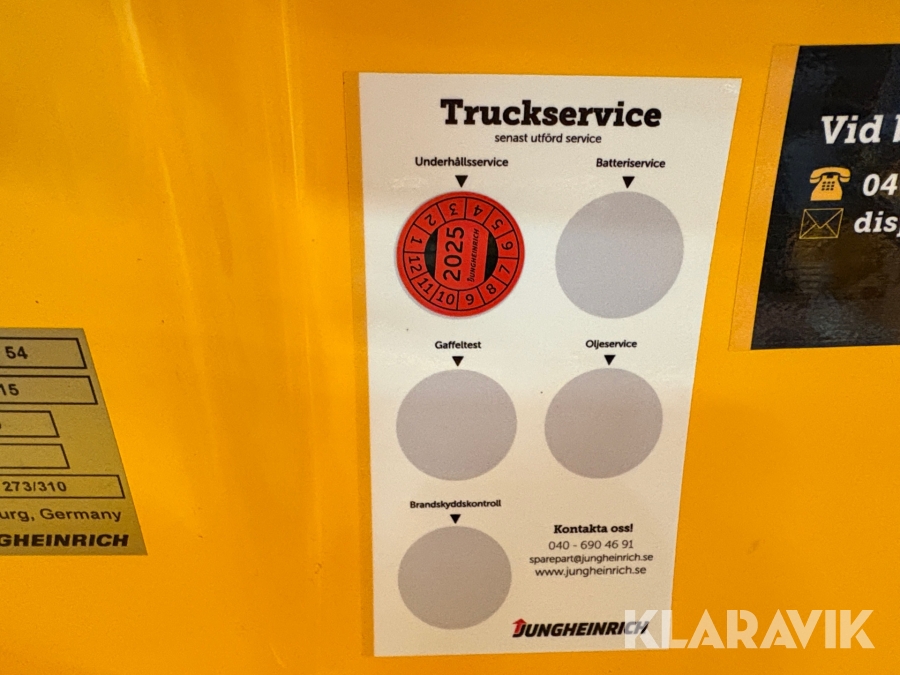 Truckservice
senast utförd service
Underhållsservice
Batteriservice
1 2 3 4 5 6 7 8 9 10 11 12
2025
JUNGHEINRICH
Gaffeltest
Oljeservice
Brandskyddskontroll
Kontakta oss!
040 - 690 46 91
sparepart@jungheinrich.se
www.jungheinrich.se
JUNGHEINRICH
54
15
273/310
urg, Germany
GHEINRICH
Vid
04
dis
KLARAVIK